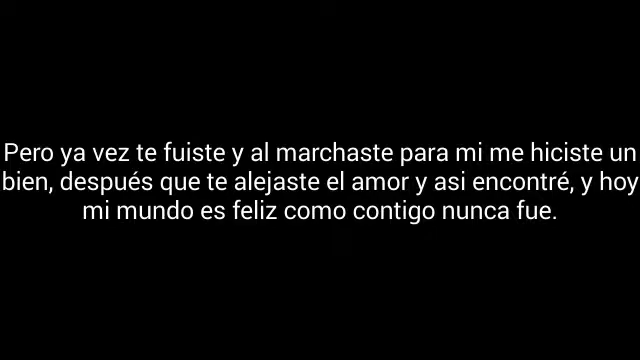 Pero ya vez te fuiste y al marchaste para mi me hiciste un
bien, después que te alejaste el amor y asi encontré, y hoy
mi mundo es feliz como contigo nunca fue.